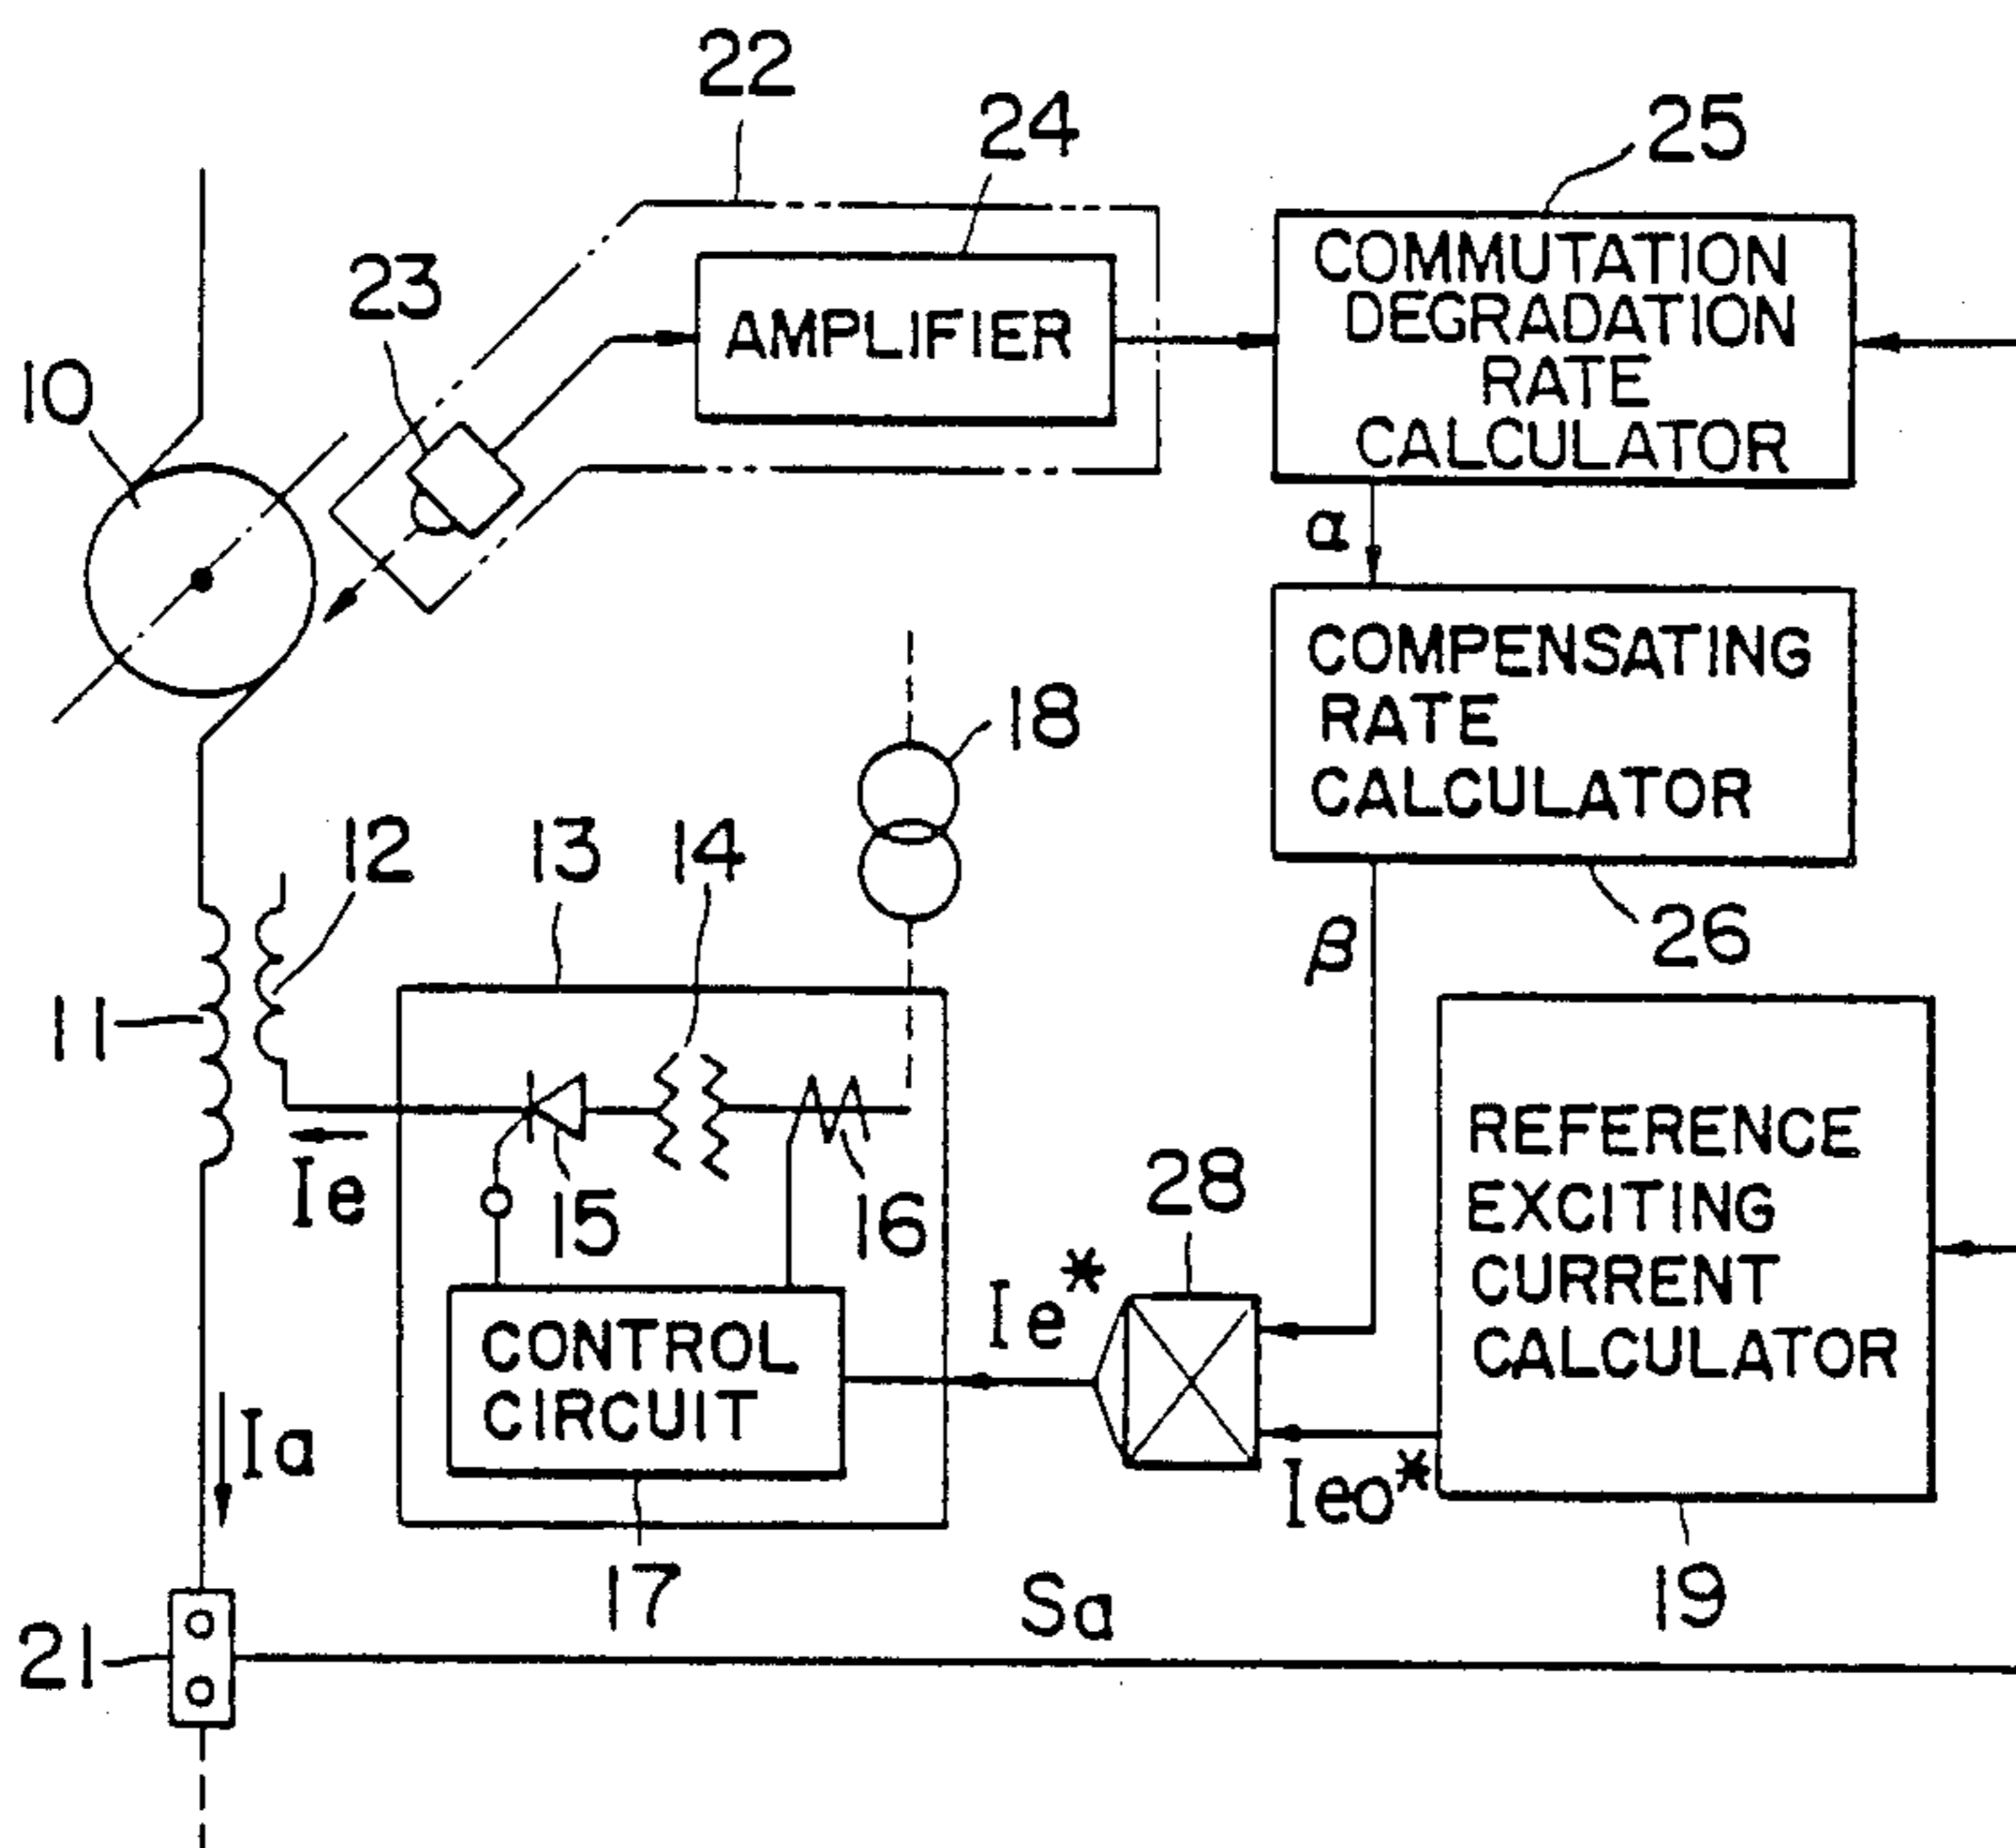 22
24
25
23
10
AMPLIFIER
COMMUTATION
DEGRADATION
RATE
CALCULATOR
α
COMPENSATING
RATE
CALCULATOR
18
12
13
14
26
β
11
REFERENCE
EXCITING
CURRENT
CALCULATOR
Ie
15
16
28
Ie*
CONTROL
CIRCUIT
Ia
Ieo*
17
19
Sa
21